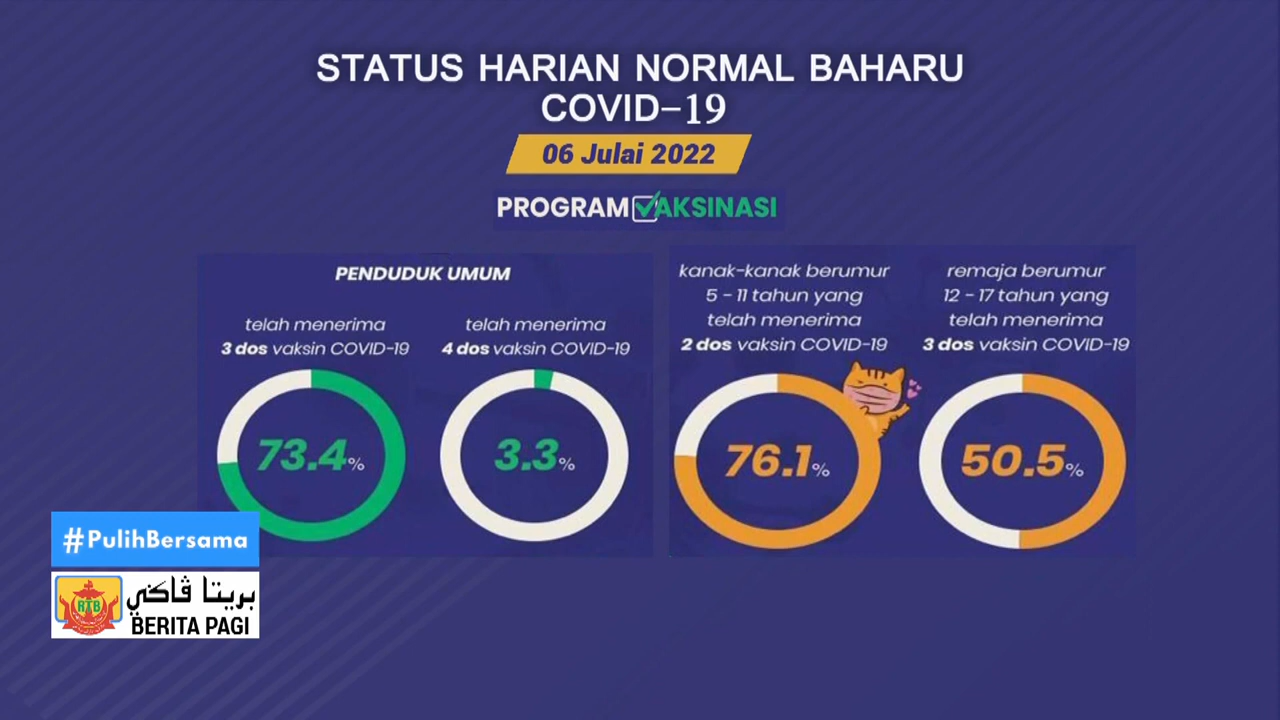 STATUS HARIAN NORMAL BAHARU
COVID-19
06 Julai 2022
PROGRAM VAKSINASI
PENDUDUK UMUM
telah menerima
3 dos vaksin COVID-19
73.4%
telah menerima
4 dos vaksin COVID-19
3.3%
kanak-kanak berumur
5 - 11 tahun yang
telah menerima
2 dos vaksin COVID-19
76.1%
remaja berumur
12 - 17 tahun yang
telah menerima
3 dos vaksin COVID-19
50.5%
#PulihBersama
RTB
بريتا ڤاݢي
BERITA PAGI